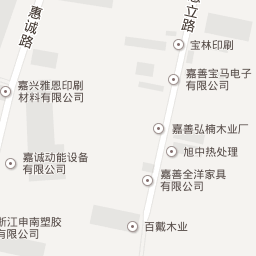 惠诚路
立路
宝林印刷
嘉善宝马电子
有限公司
嘉兴雅恩印刷
材料有限公司
嘉善弘楠木业厂
旭中热处理
嘉诚动能设备
有限公司
嘉善全洋家具
有限公司
浙江申南塑胶
有限公司
百戴木业